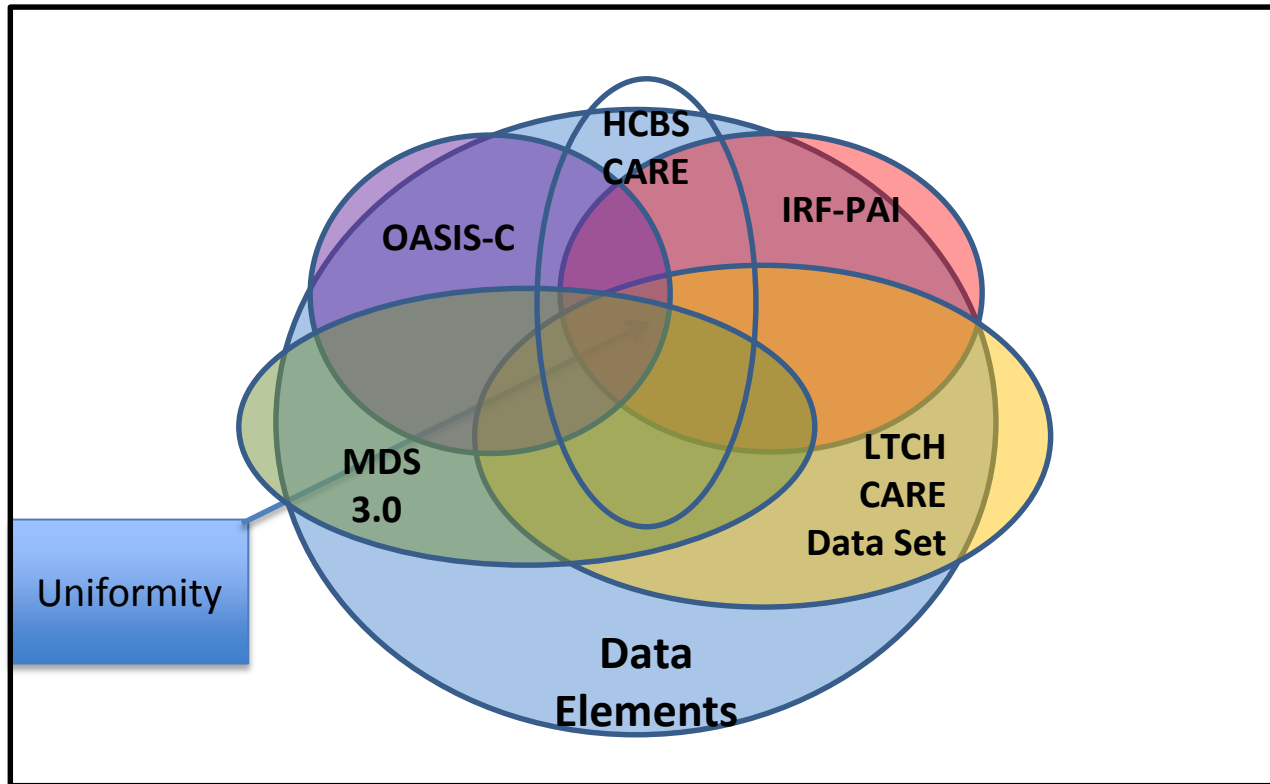 HCBS
CARE
IRF-PAI
OASIS-C
MDS
3.0
LTCH
CARE
Data Set
Uniformity
Data
Elements